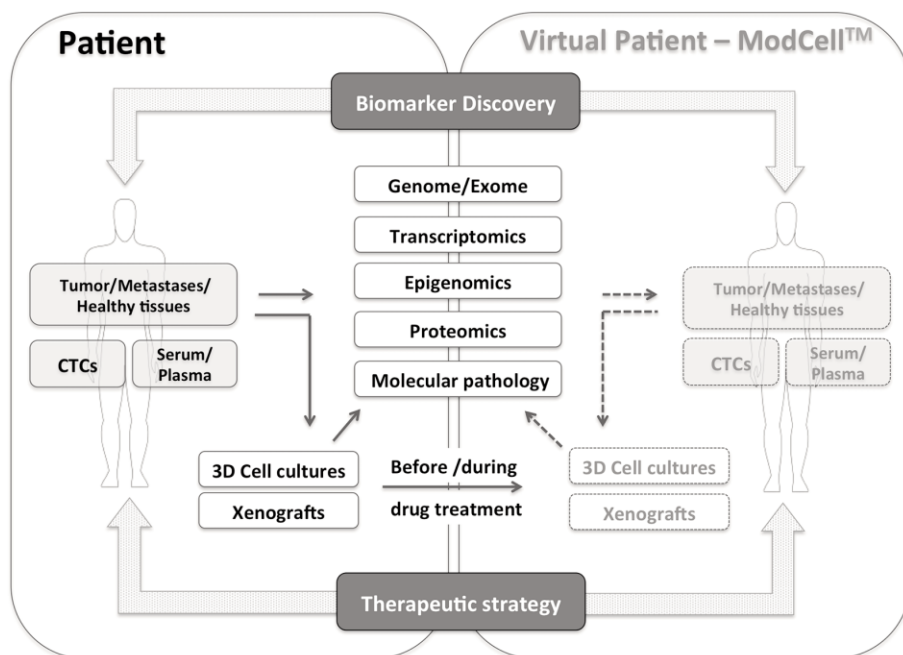 Patient
Virtual Patient – ModCell™
Biomarker Discovery
Genome/Exome
Transcriptomics
Epigenomics
Proteomics
Molecular pathology
Tumor/Metastases/
Healthy tissues
CTCs
Serum/
Plasma
Tumor/Metastases/
Healthy tissues
CTCs
Serum/
Plasma
3D Cell cultures
Xenografts
Before /during
drug treatment
3D Cell cultures
Xenografts
Therapeutic strategy